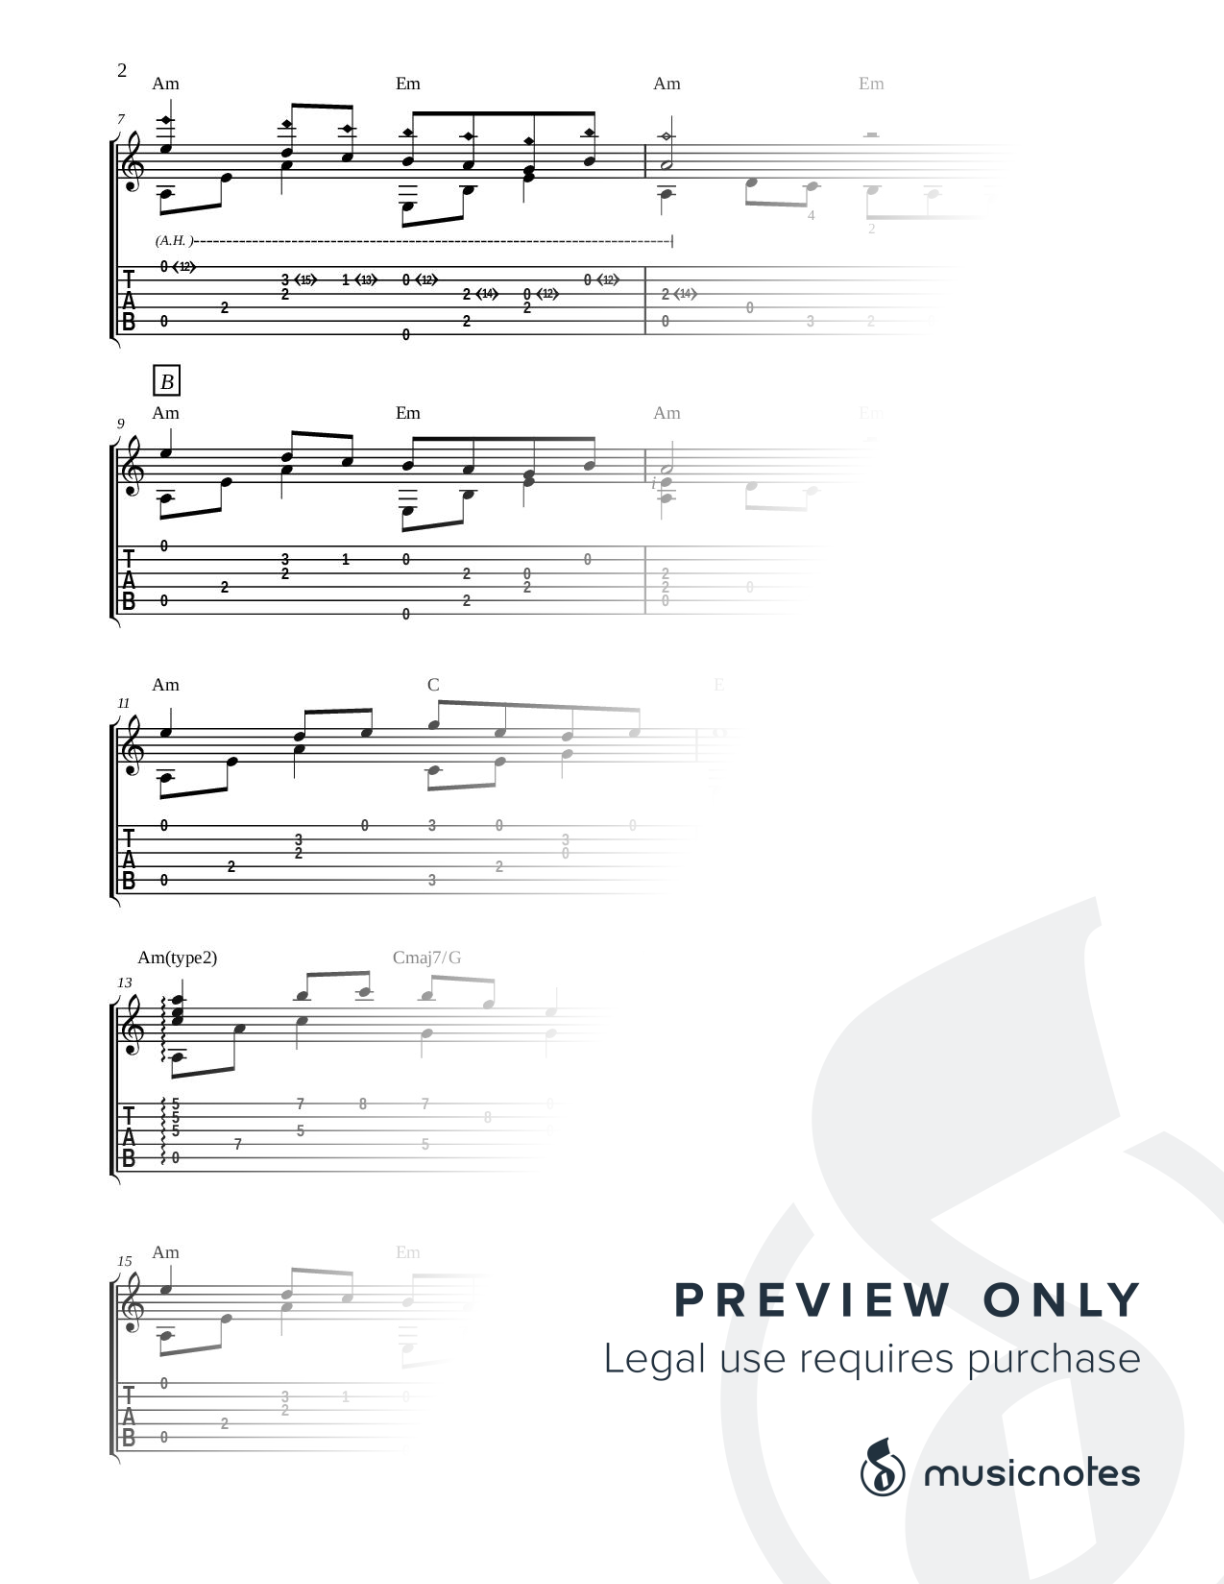 2
Am Em Am Em
7
4
2
(A.H.)
T A B
0 <12> 3 <15> 1 <13> 0 <12> 2 <14> 0 <12> 0 <12> 2 <14>
2 2 2 2 0
0 0 0 3 2
B
Am Em Am Em
9
i
T A B
0 3 1 0 0
2 2 0 2
2 2 2 0
0 2 0
0
Am C E
11
T A B
0 0 3 0 0
3 3
2 0
2 2
0 3
Am(type2) Cmaj7/G
13
T A B
5 7 8 7
5 8
5 5
7 5
0
Am Em
15
T A B
0
3 1 0
2
2
0
PREVIEW ONLY
Legal use requires purchase
musicnotes